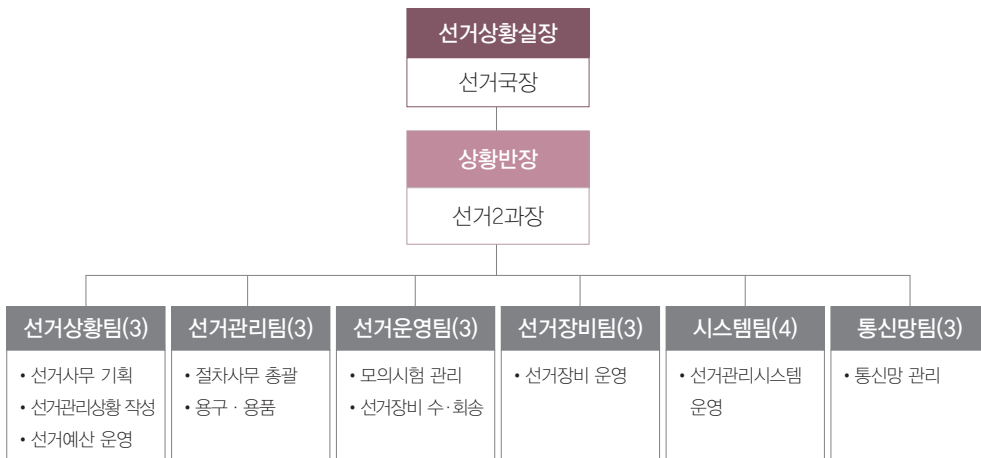 선거상황실장
선거국장
상황반장
선거2과장
선거상황팀(3)
• 선거사무 기획
• 선거관리상황 작성
• 선거예산 운영
선거관리팀(3)
• 절차사무 총괄
• 용구 · 용품
선거운영팀(3)
• 모의시험 관리
• 선거장비 수·회송
선거장비팀(3)
• 선거장비 운영
시스템팀(4)
• 선거관리시스템
운영
통신망팀(3)
• 통신망 관리